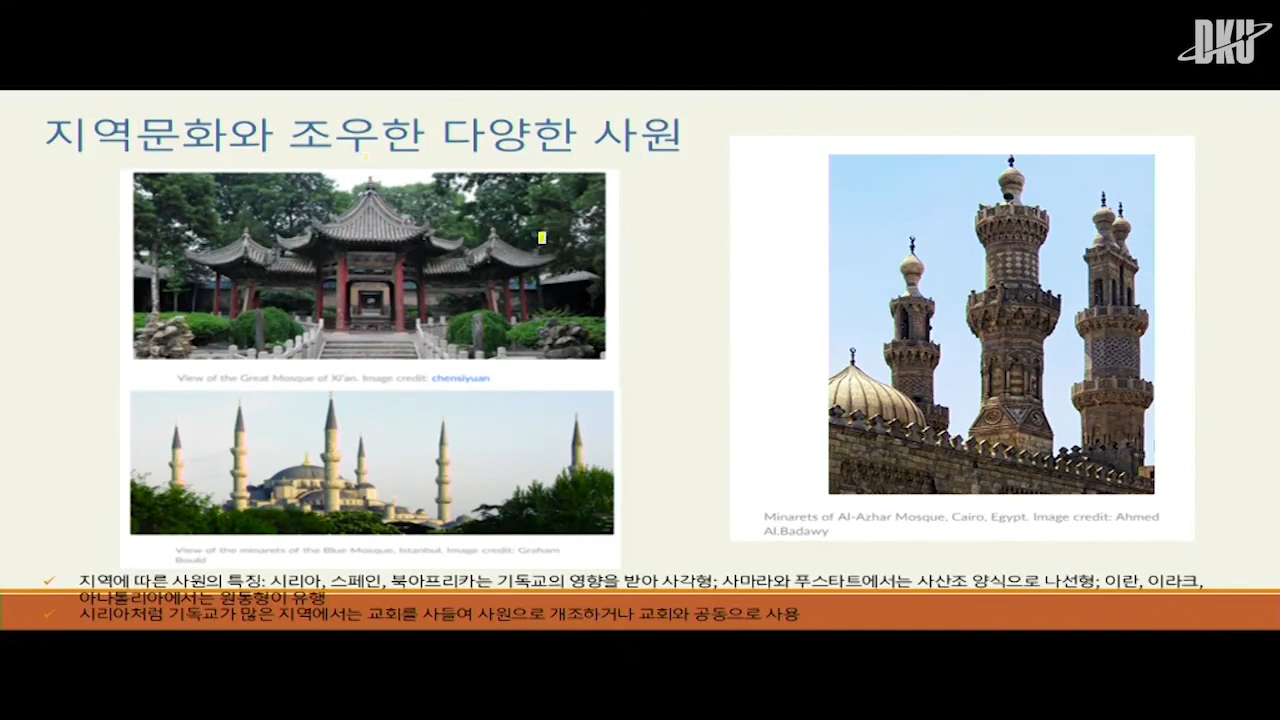 DKU
지역문화와 조우한 다양한 사원
View of the Great Mosque of Xi'an. Image credit: chensiyuan
View of the minarets of the Blue Mosque, Istanbul. Image credit: Graham
Bould
Minarets of Al-Azhar Mosque, Cairo, Egypt. Image credit: Ahmed
Al.Badawy
✓ 지역에 따른 사원의 특징: 시리아, 스페인, 북아프리카는 기독교의 영향을 받아 사각형; 사마라와 푸스타트에서는 사산조 양식으로 나선형; 이란, 이라크,
아나톨리아에서는 원통형이 유행
✓ 시리아처럼 기독교가 많은 지역에서는 교회를 사들여 사원으로 개조하거나 교회와 공동으로 사용